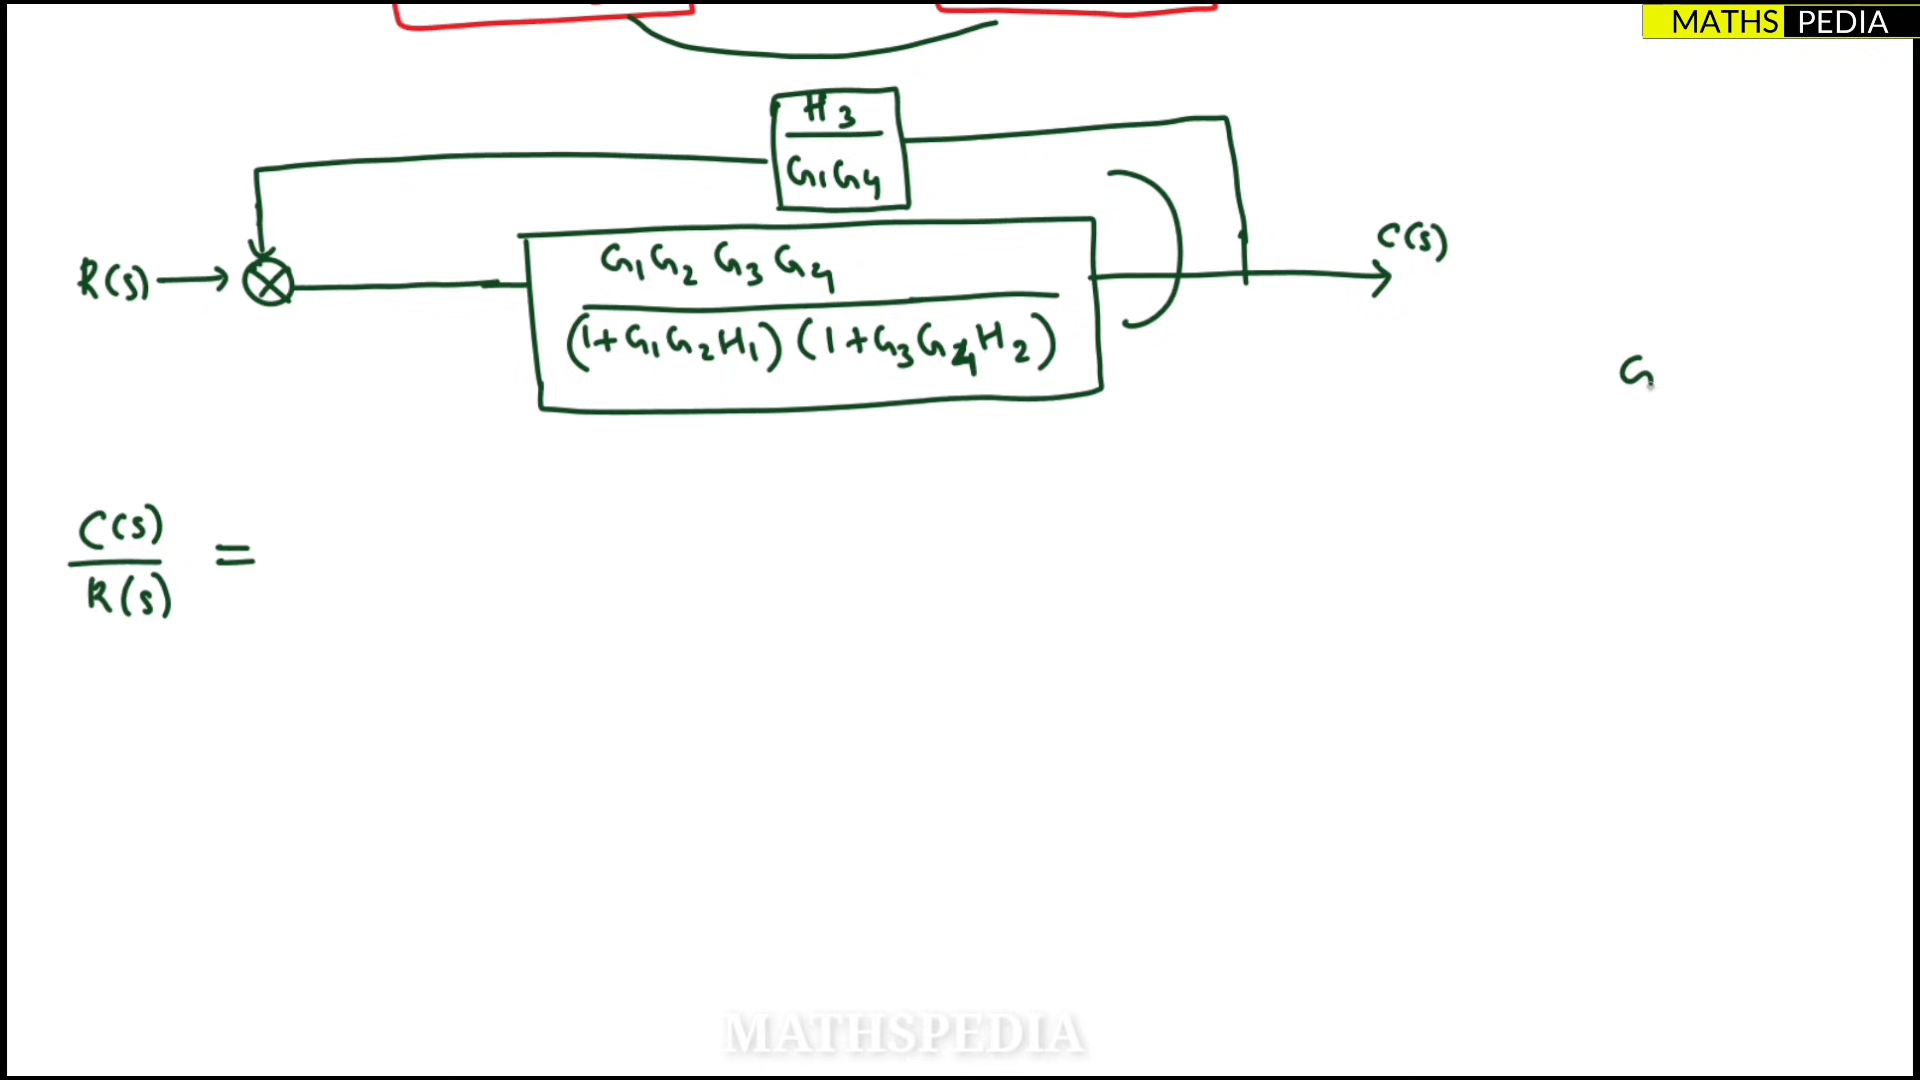 MATHS PEDIA
H3
G1G4
G1G2 G3G4
R(s)
C(s)
(1+G1G2H1)(1+G3G4H2)
G
C(s)
=
R(s)
MATHSPEDIA